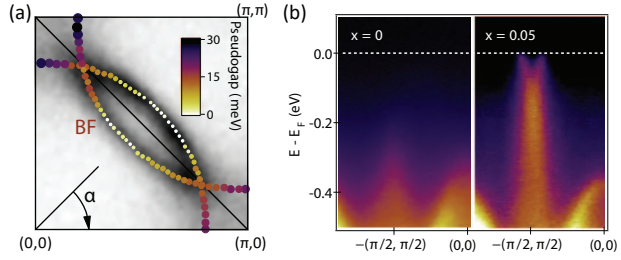 (a)
(π,π)
30
15
0
Pseudogap (meV)
BF
α
(0,0)
(π,0)
(b)
x = 0
x = 0.05
0.0
-0.2
-0.4
E - E_F (eV)
−(π/2, π/2)
(0,0)
−(π/2, π/2)
(0,0)